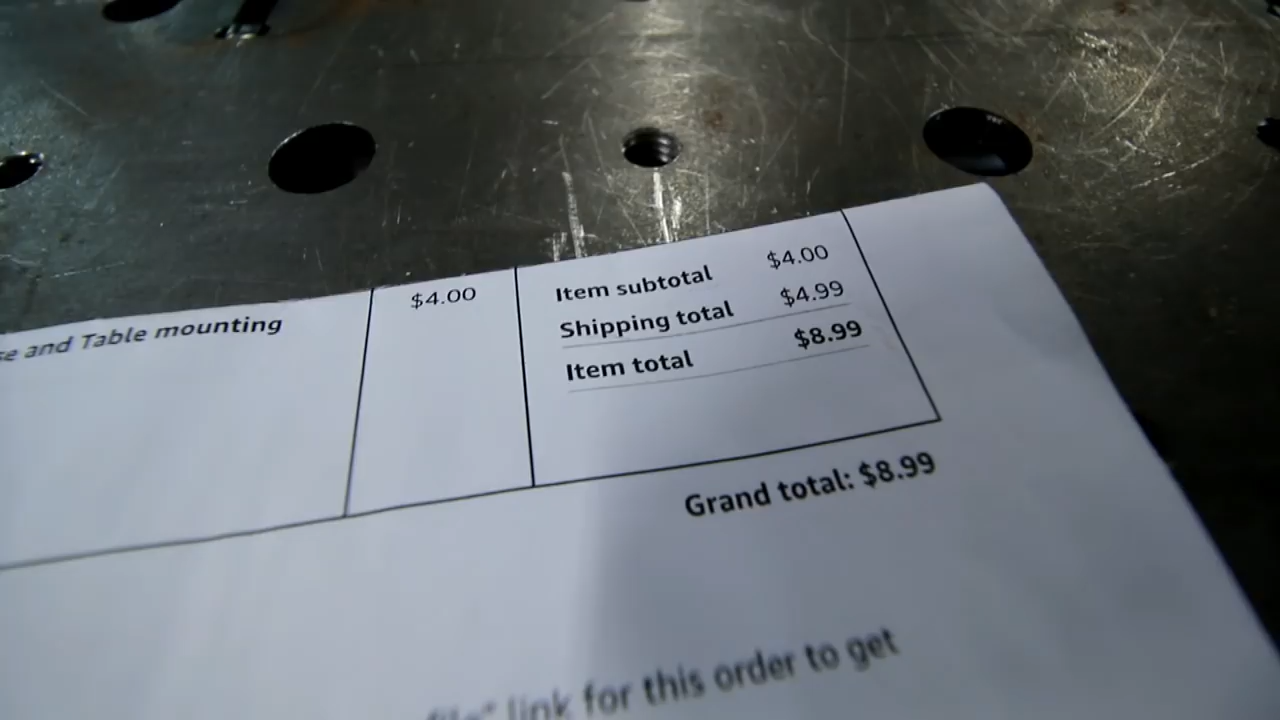 and Table mounting
$4.00
Item subtotal $4.00
Shipping total $4.99
Item total $8.99
Grand total: $8.99
link for this order to get